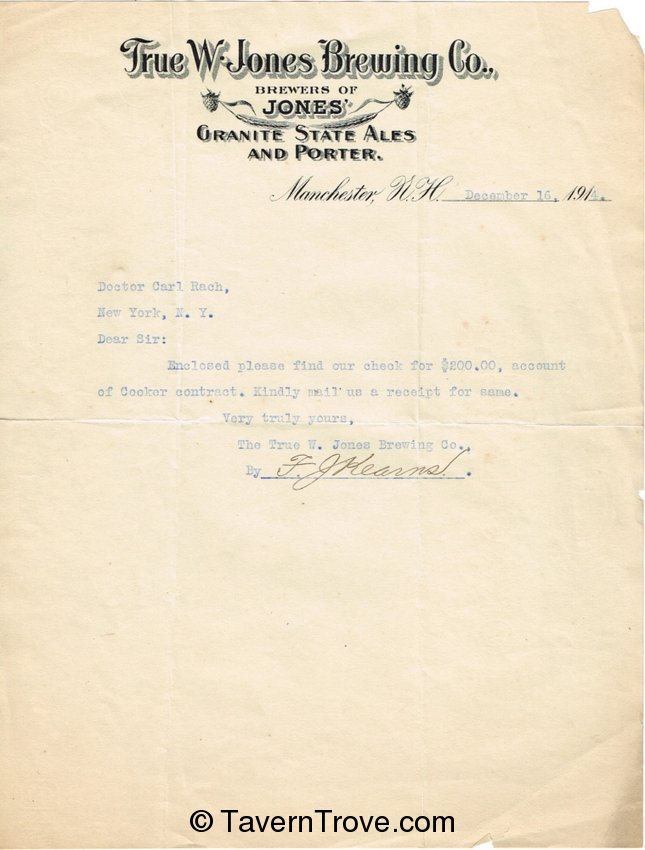 True W. Jones Brewing Co.,
BREWERS OF
JONES'
GRANITE STATE ALES
AND PORTER.
Manchester, N.H. December 16, 1914.
Doctor Carl Rach,
New York, N. Y.
Dear Sir:
Enclosed please find our check for $200.00, account
of Cooker contract. Kindly mail us a receipt for same.
Very truly yours,
The True W. Jones Brewing Co.,
By F. J Kearns.
© TavernTrove.com